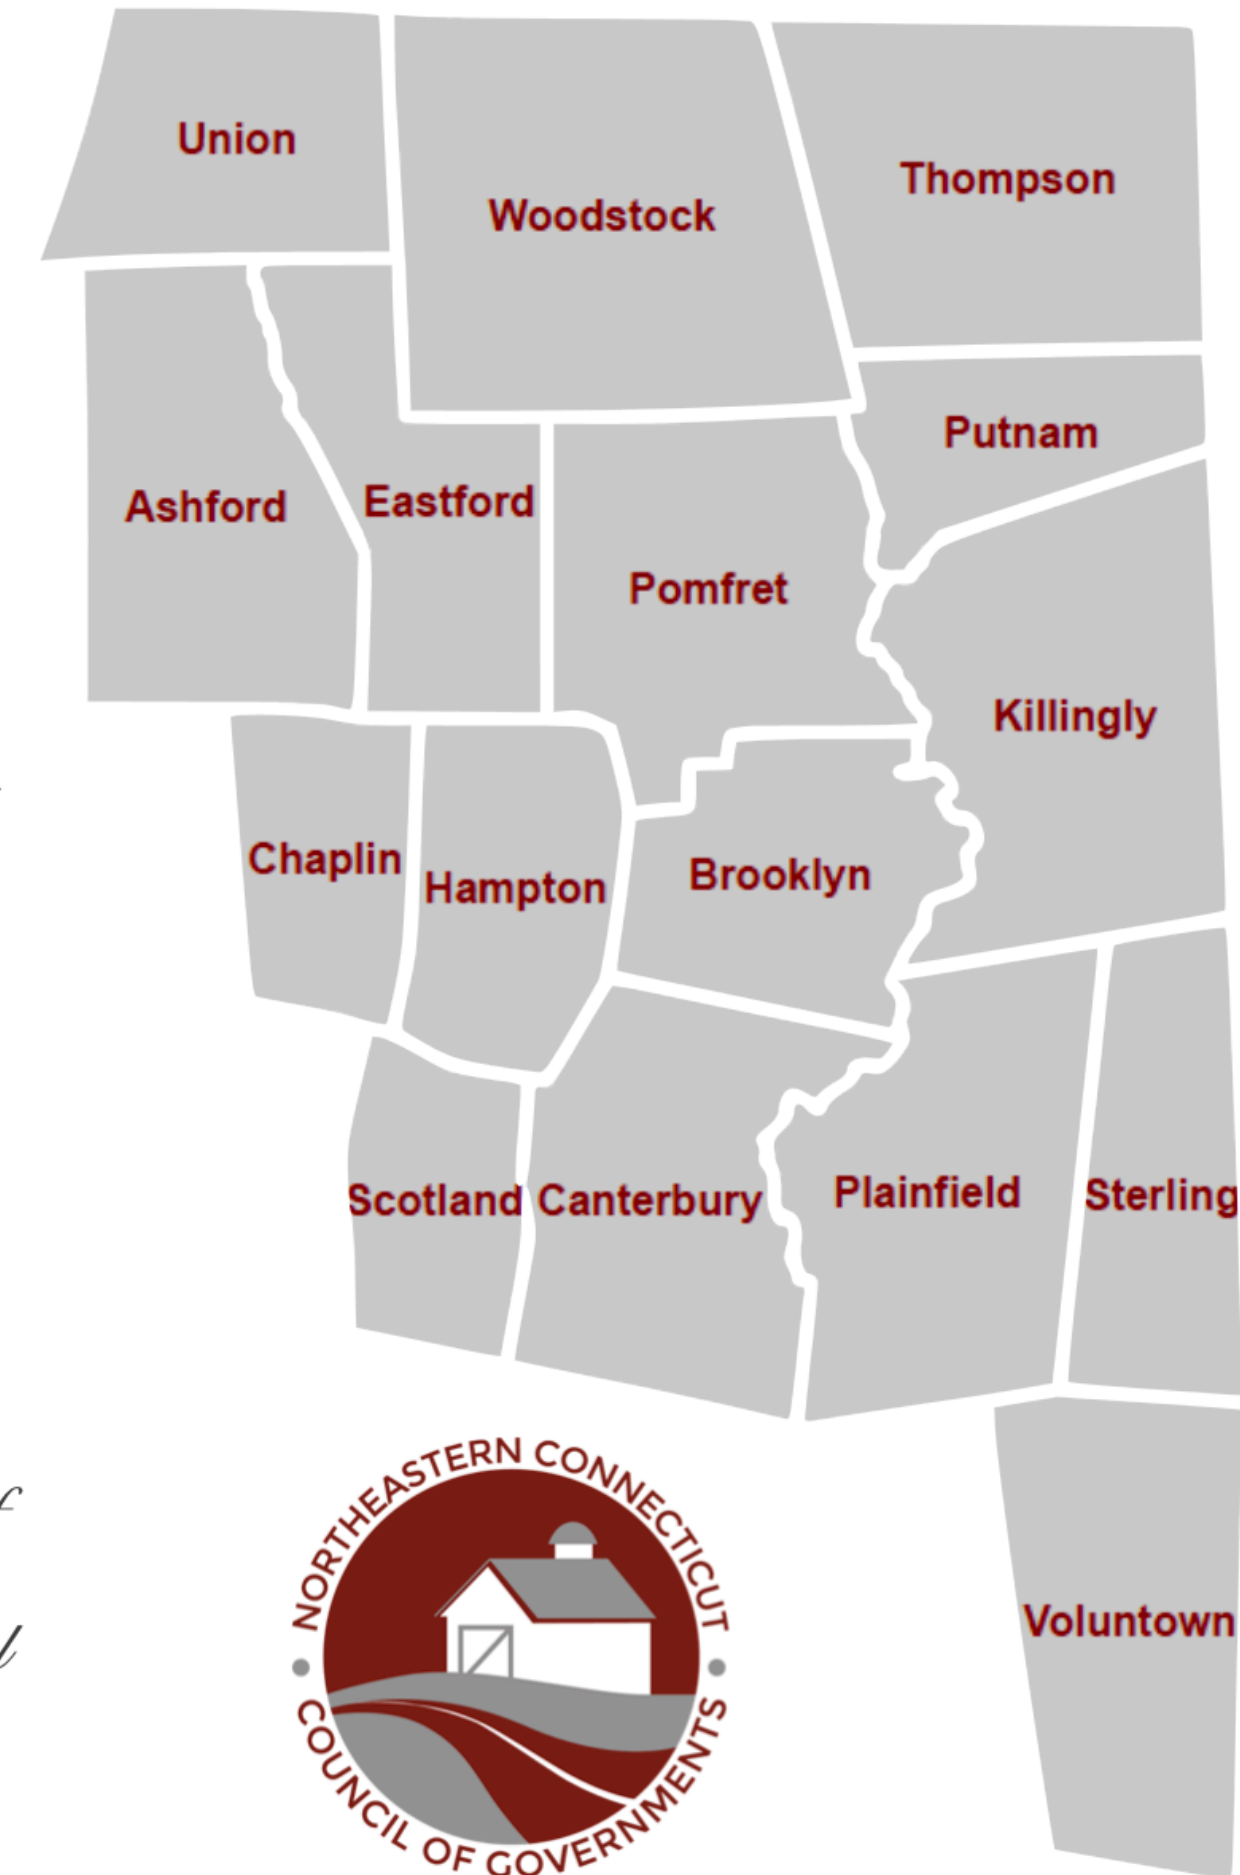 Union
Thompson
Woodstock
Putnam
Eastford
Ashford
Pomfret
Killingly
Chaplin
Brooklyn
Hampton
Plainfield
Sterling
Scotland
Canterbury
Voluntown
NORTHEASTERN CONNECTICUT
COUNCIL OF GOVERNMENTS